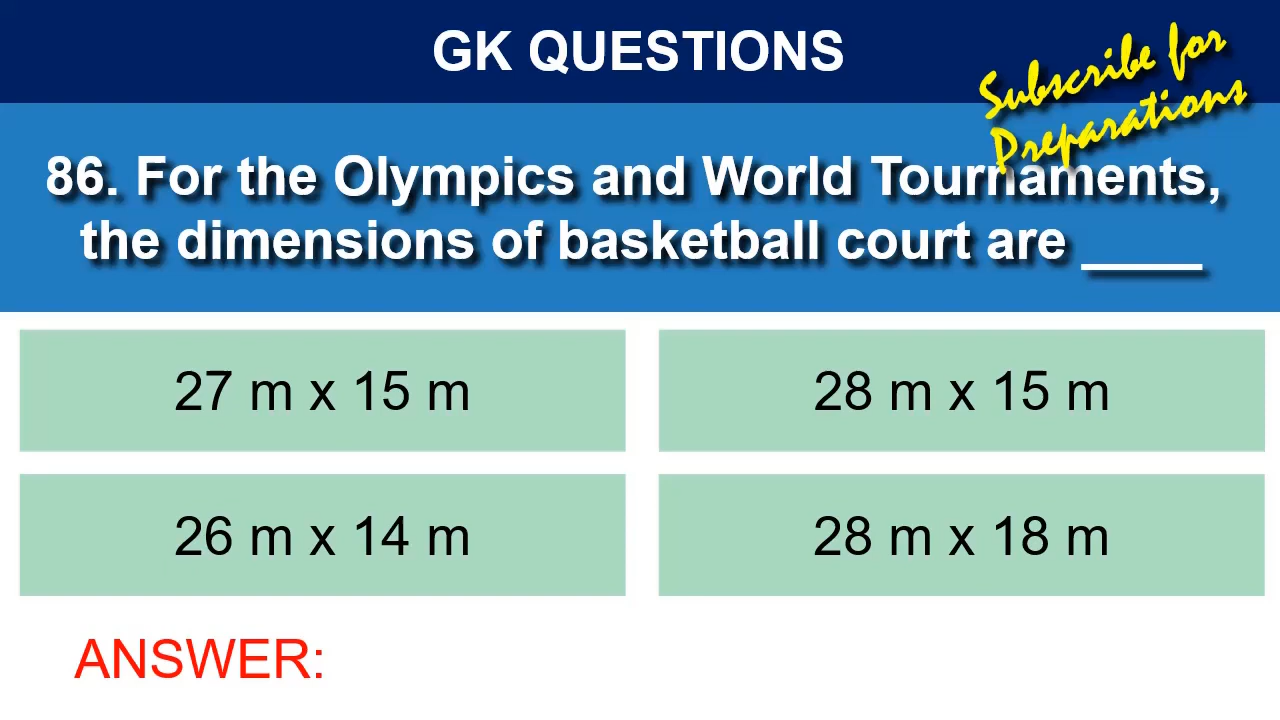 GK QUESTIONS
Subscribe for
Preparations
86. For the Olympics and World Tournaments,
the dimensions of basketball court are ____
27 m x 15 m
28 m x 15 m
26 m x 14 m
28 m x 18 m
ANSWER: